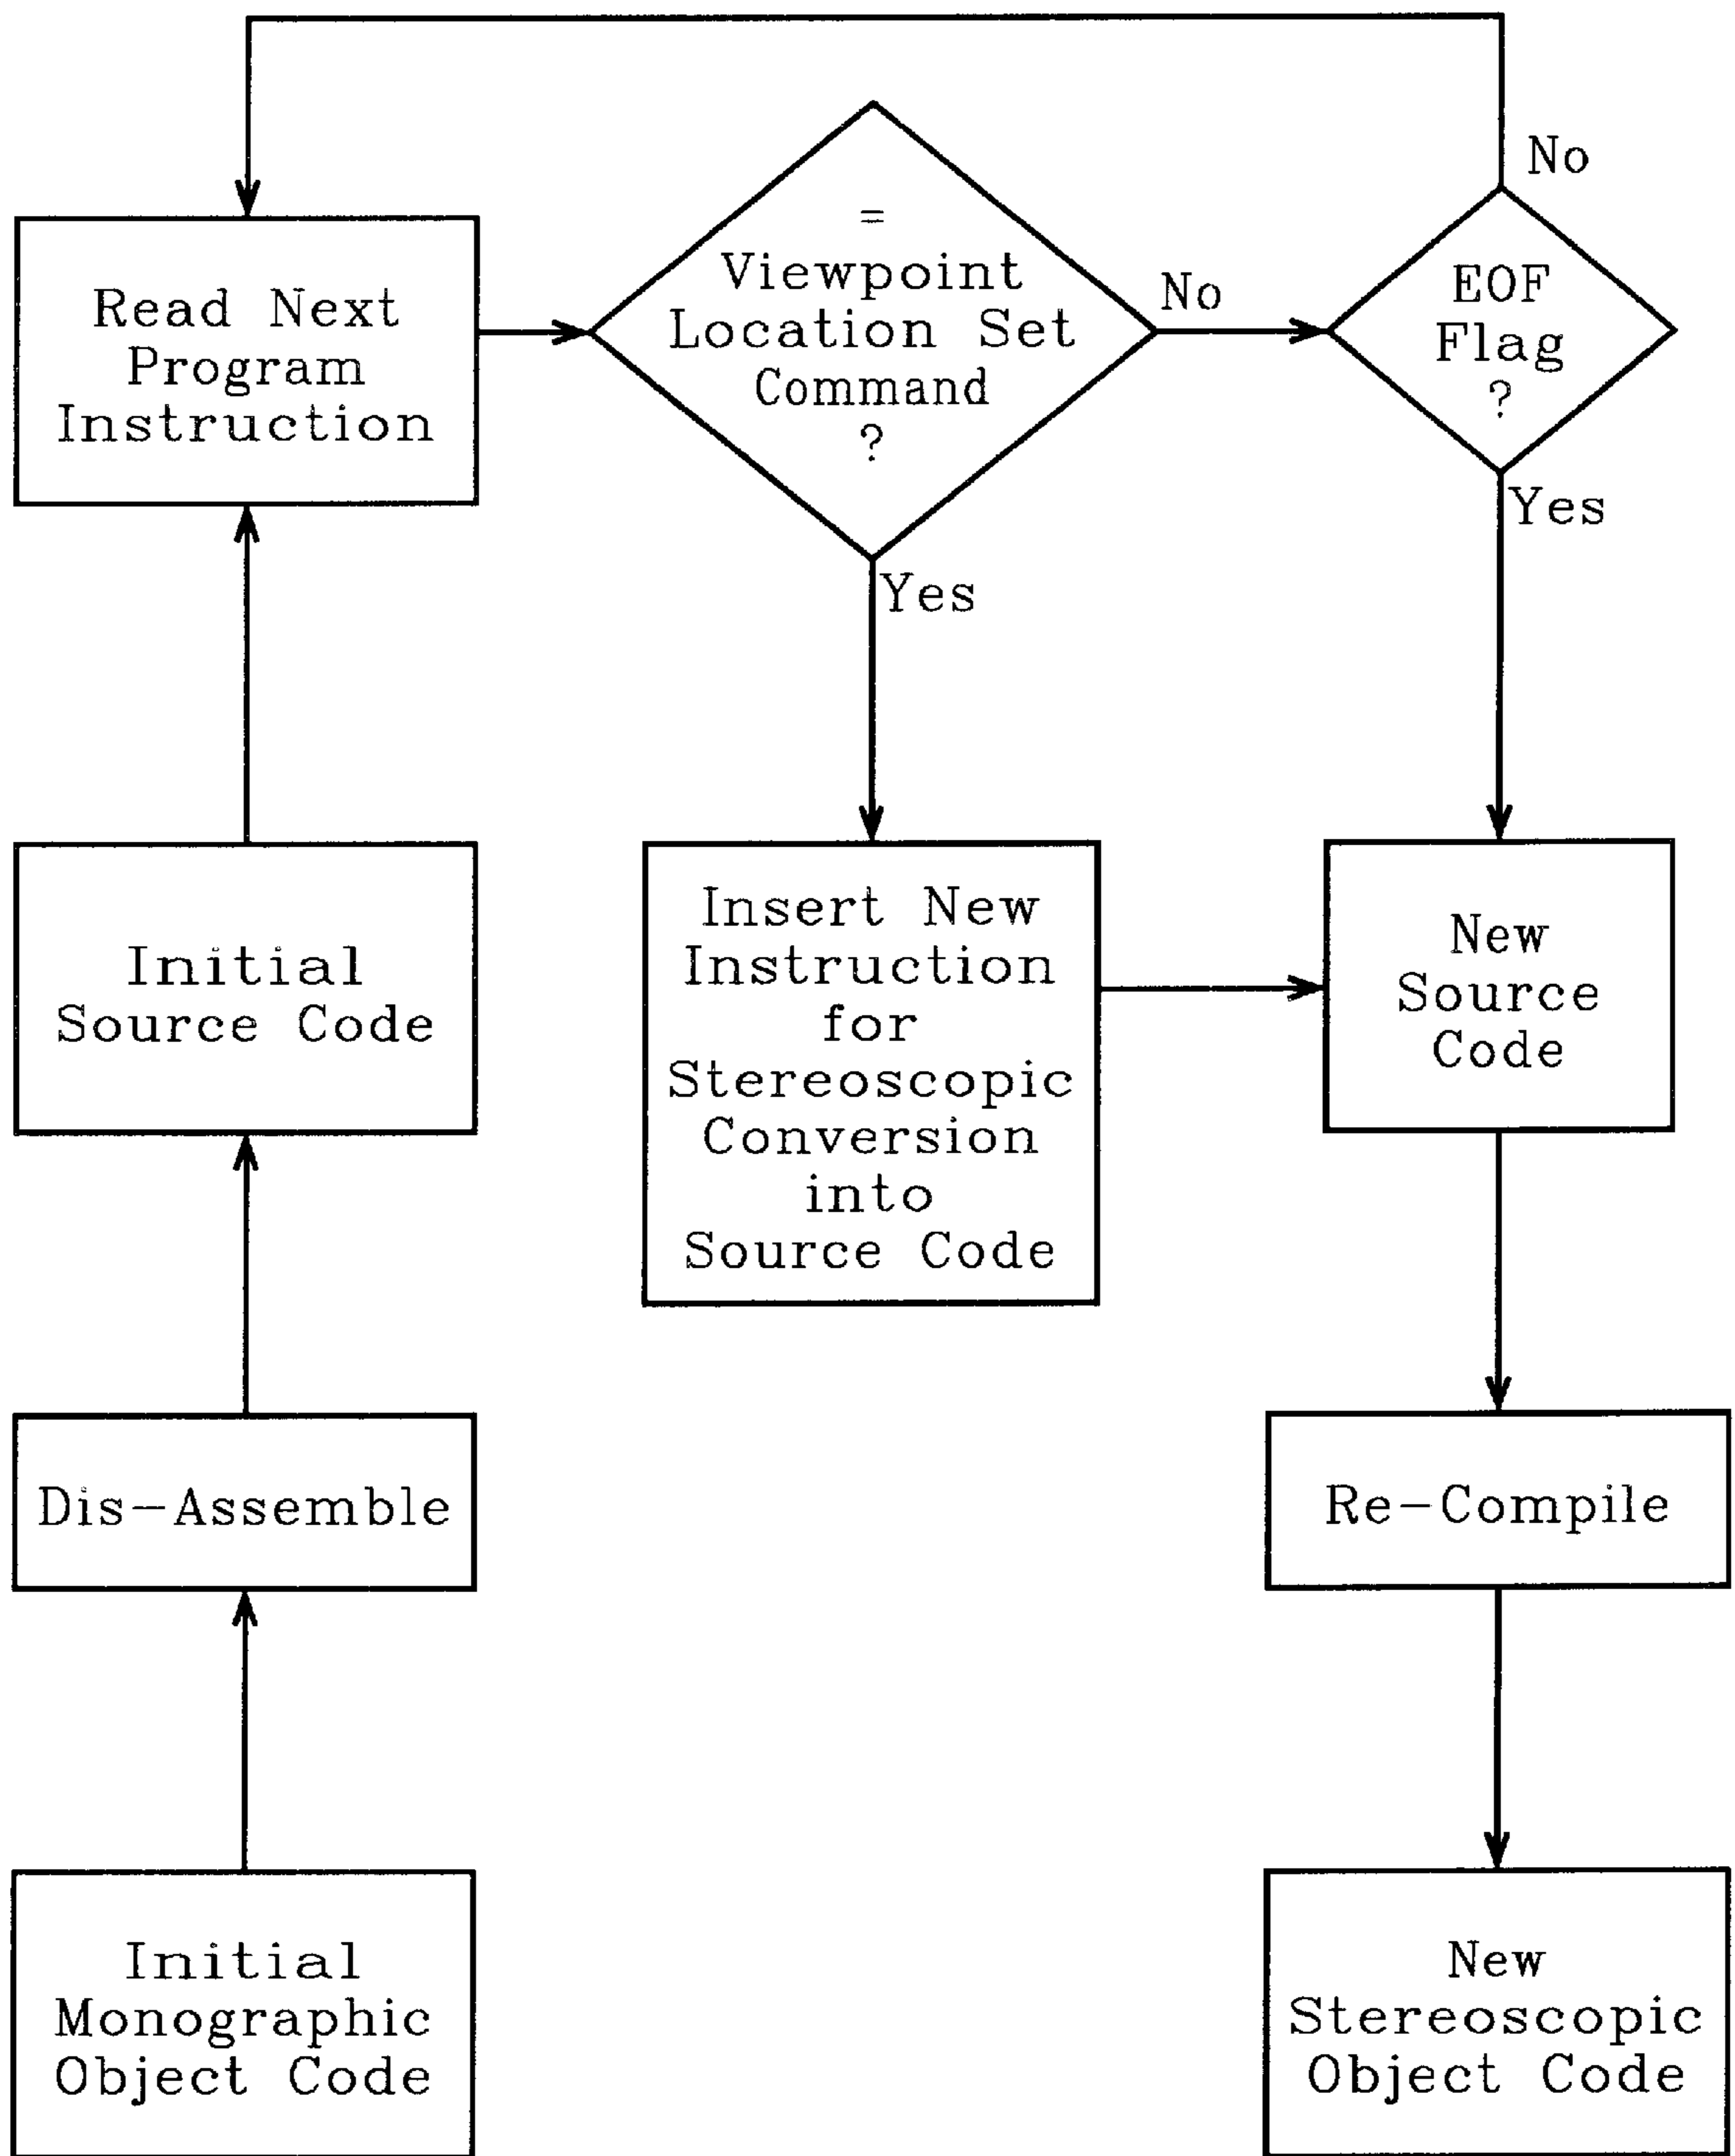 No
=
Viewpoint
Location Set
Command
?
No
EOF
Flag
?
Read Next
Program
Instruction
Yes
Yes
Initial
Source Code
Insert New
Instruction
for
Stereoscopic
Conversion
into
Source Code
New
Source
Code
Dis-Assemble
Re-Compile
Initial
Monographic
Object Code
New
Stereoscopic
Object Code